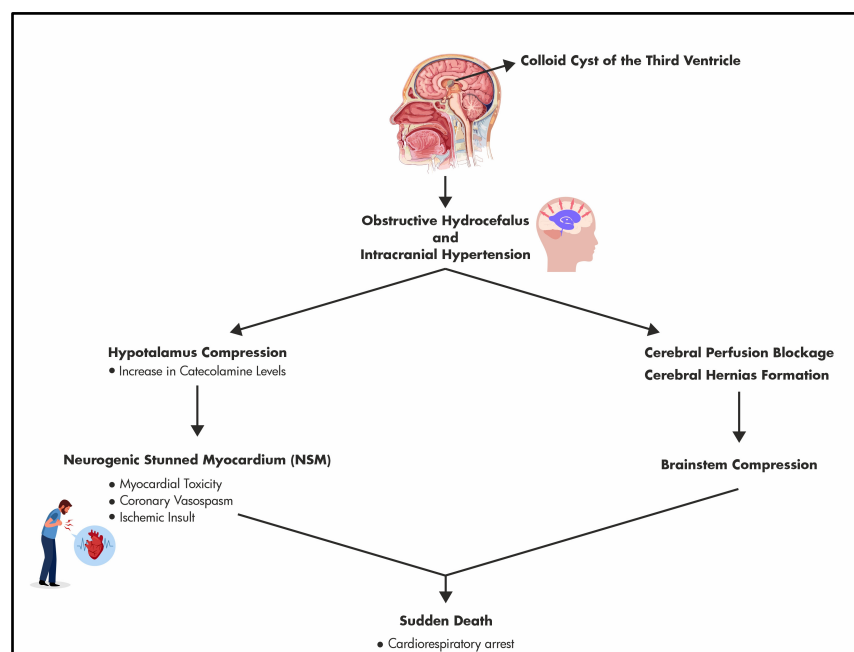 Colloid Cyst of the Third Ventricle
Obstructive Hydrocefalus
and
Intracranial Hypertension
Hypotalamus Compression
• Increase in Catecolamine Levels
Cerebral Perfusion Blockage
Cerebral Hernias Formation
Neurogenic Stunned Myocardium (NSM)
• Myocardial Toxicity
• Coronary Vasospasm
• Ischemic Insult
Brainstem Compression
Sudden Death
• Cardiorespiratory arrest